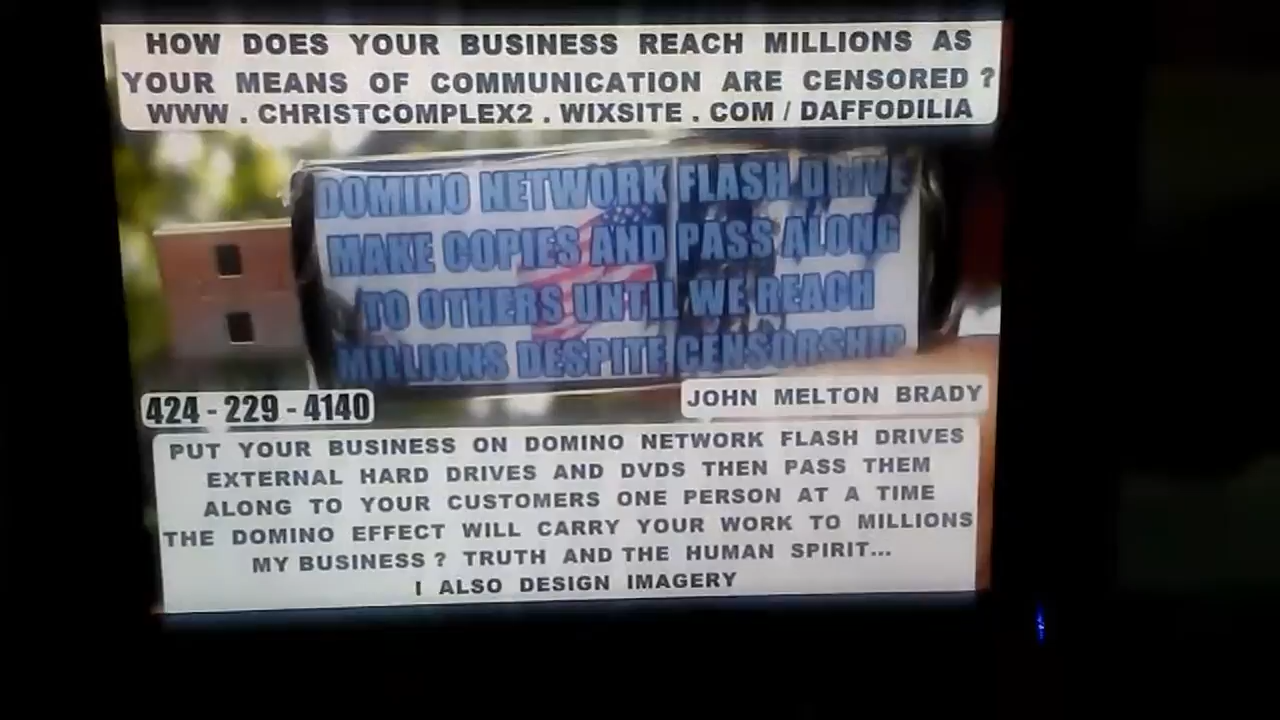 HOW DOES YOUR BUSINESS REACH MILLIONS AS
YOUR MEANS OF COMMUNICATION ARE CENSORED ?
WWW . CHRISTCOMPLEX2 . WIXSITE . COM / DAFFODILIA
DOMINO NETWORK FLASH DRIVE
MAKE COPIES AND PASS ALONG
TO OTHERS UNTIL WE REACH
MILLIONS DESPITE CENSORSHIP
424 - 229 - 4140
JOHN MELTON BRADY
PUT YOUR BUSINESS ON DOMINO NETWORK FLASH DRIVES
EXTERNAL HARD DRIVES AND DVDS THEN PASS THEM
ALONG TO YOUR CUSTOMERS ONE PERSON AT A TIME
THE DOMINO EFFECT WILL CARRY YOUR WORK TO MILLIONS
MY BUSINESS ? TRUTH AND THE HUMAN SPIRIT...
I ALSO DESIGN IMAGERY